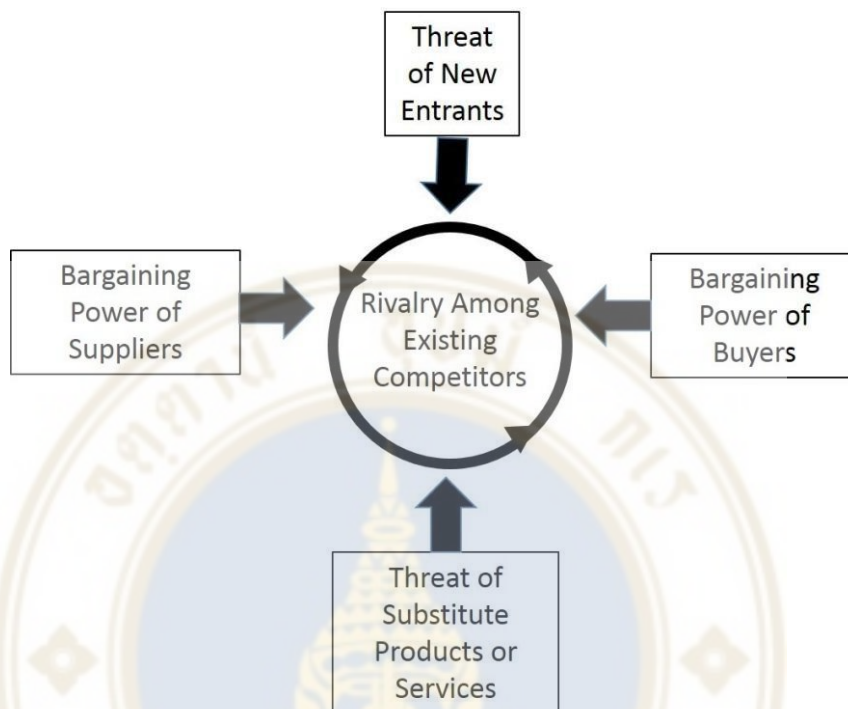 Threat
of New
Entrants
Bargaining
Power of
Suppliers
Rivalry Among
Existing
Competitors
Bargaining
Power of
Buyers
Threat of
Substitute
Products or
Services